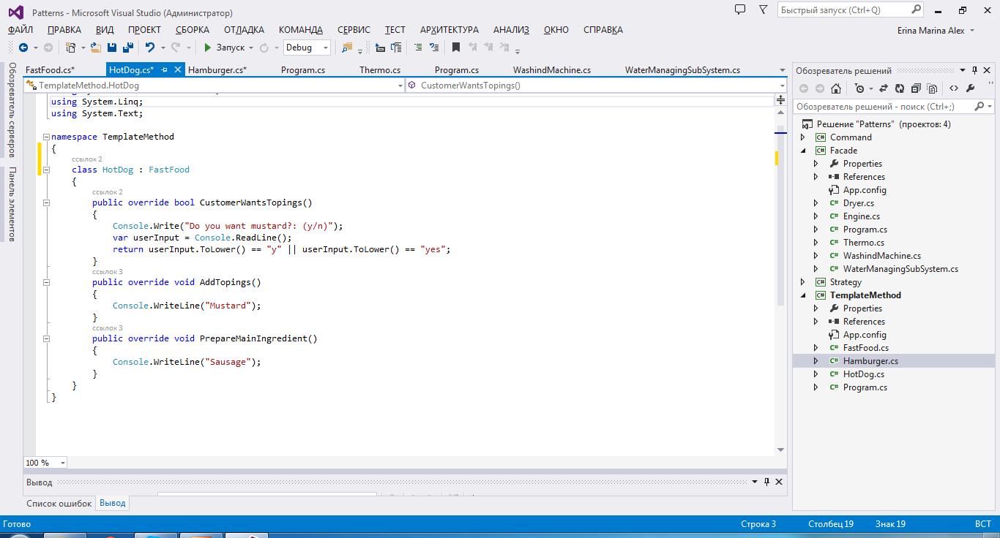 Patterns - Microsoft Visual Studio (Администратор)
Быстрый запуск (Ctrl+Q)
ФАЙЛ ПРАВКА ВИД ПРОЕКТ СБОРКА ОТЛАДКА КОМАНДА СЕРВИС ТЕСТ АРХИТЕКТУРА АНАЛИЗ ОКНО СПРАВКА
Erina Marina Alex
Запуск Debug
Обозреватель серверов
Панель элементов
FastFood.cs* HotDog.cs* Hamburger.cs* Program.cs Thermo.cs Program.cs WashindMachine.cs WaterManagingSubSystem.cs
TemplateMethod.HotDog CustomerWantsTopings()
using System.Linq;
using System.Text;
namespace TemplateMethod
{
ссылок 2
class HotDog : FastFood
{
ссылок 2
public override bool CustomerWantsTopings()
{
Console.Write("Do you want mustard?: (y/n)");
var userInput = Console.ReadLine();
return userInput.ToLower() == "y" || userInput.ToLower() == "yes";
}
ссылок 3
public override void AddTopings()
{
Console.WriteLine("Mustard");
}
ссылок 3
public override void PrepareMainIngredient()
{
Console.WriteLine("Sausage");
}
}
}
100 %
Вывод
Список ошибок Вывод
Обозреватель решений
Обозреватель решений - поиск (Ctrl+;)
Решение "Patterns" (проектов: 4)
C# Command
C# Facade
Properties
References
App.config
C# Dryer.cs
C# Engine.cs
C# Program.cs
C# Thermo.cs
C# WashindMachine.cs
C# WaterManagingSubSystem.cs
C# Strategy
C# TemplateMethod
Properties
References
App.config
C# FastFood.cs
C# Hamburger.cs
C# HotDog.cs
C# Program.cs
Готово Строка 3 Столбец 19 Знак 19 ВСТ